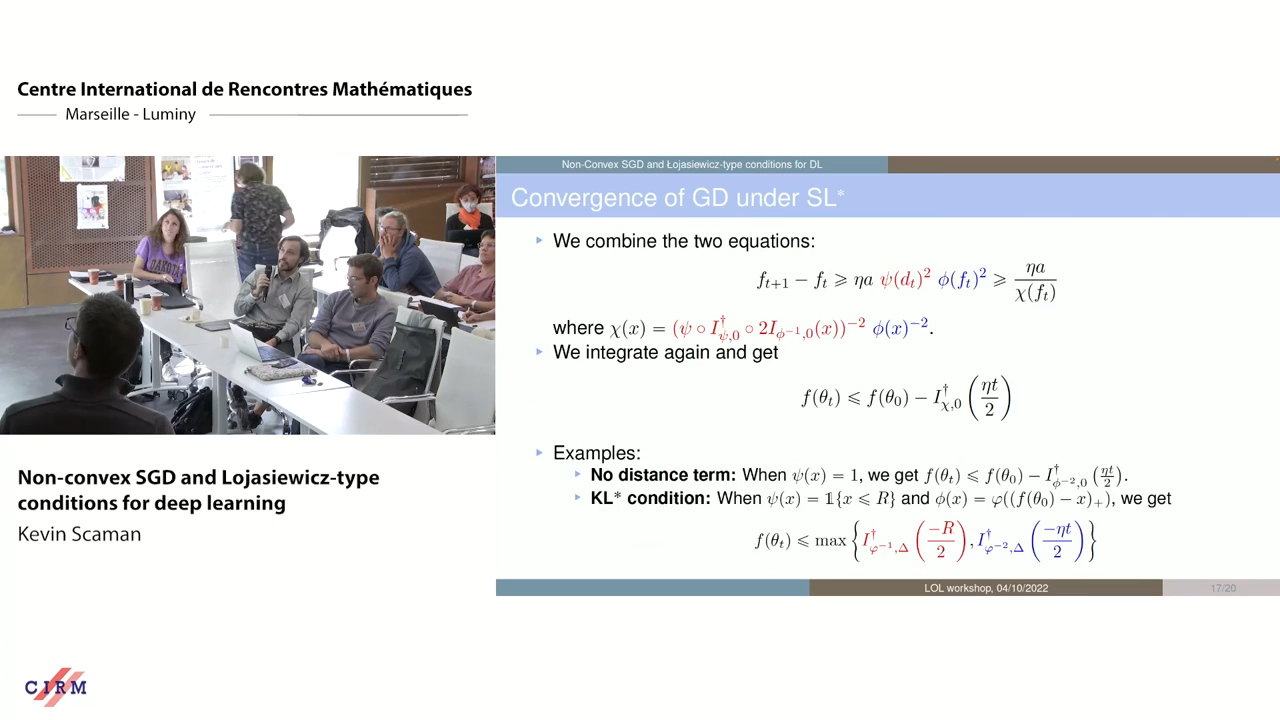 Centre International de Rencontres Mathématiques
Marseille - Luminy
Non-Convex SGD and Łojasiewicz-type conditions for DL
Convergence of GD under SL*
We combine the two equations:
f_{t+1} − f_t ⩾ ηa ψ(d_t)² ϕ(f_t)² ⩾ ηa / χ(f_t)
where χ(x) = (ψ ∘ I†_{ψ,0} ∘ 2I_{ϕ⁻¹,0}(x))⁻² ϕ(x)⁻².
We integrate again and get
f(θ_t) ⩽ f(θ_0) − I†_{χ,0} (ηt / 2)
Examples:
No distance term: When ψ(x) = 1, we get f(θ_t) ⩽ f(θ_0) − I†_{ϕ⁻²,0} (ηt / 2).
KL* condition: When ψ(x) = 1{x ⩽ R} and ϕ(x) = φ((f(θ_0) − x)₊), we get
f(θ_t) ⩽ max { I†_{φ⁻¹,Δ} (−R / 2), I†_{φ⁻²,Δ} (−ηt / 2) }
LOL workshop, 04/10/2022
17/20
DAKOTA
Non-convex SGD and Lojasiewicz-type
conditions for deep learning
Kevin Scaman
CIRM